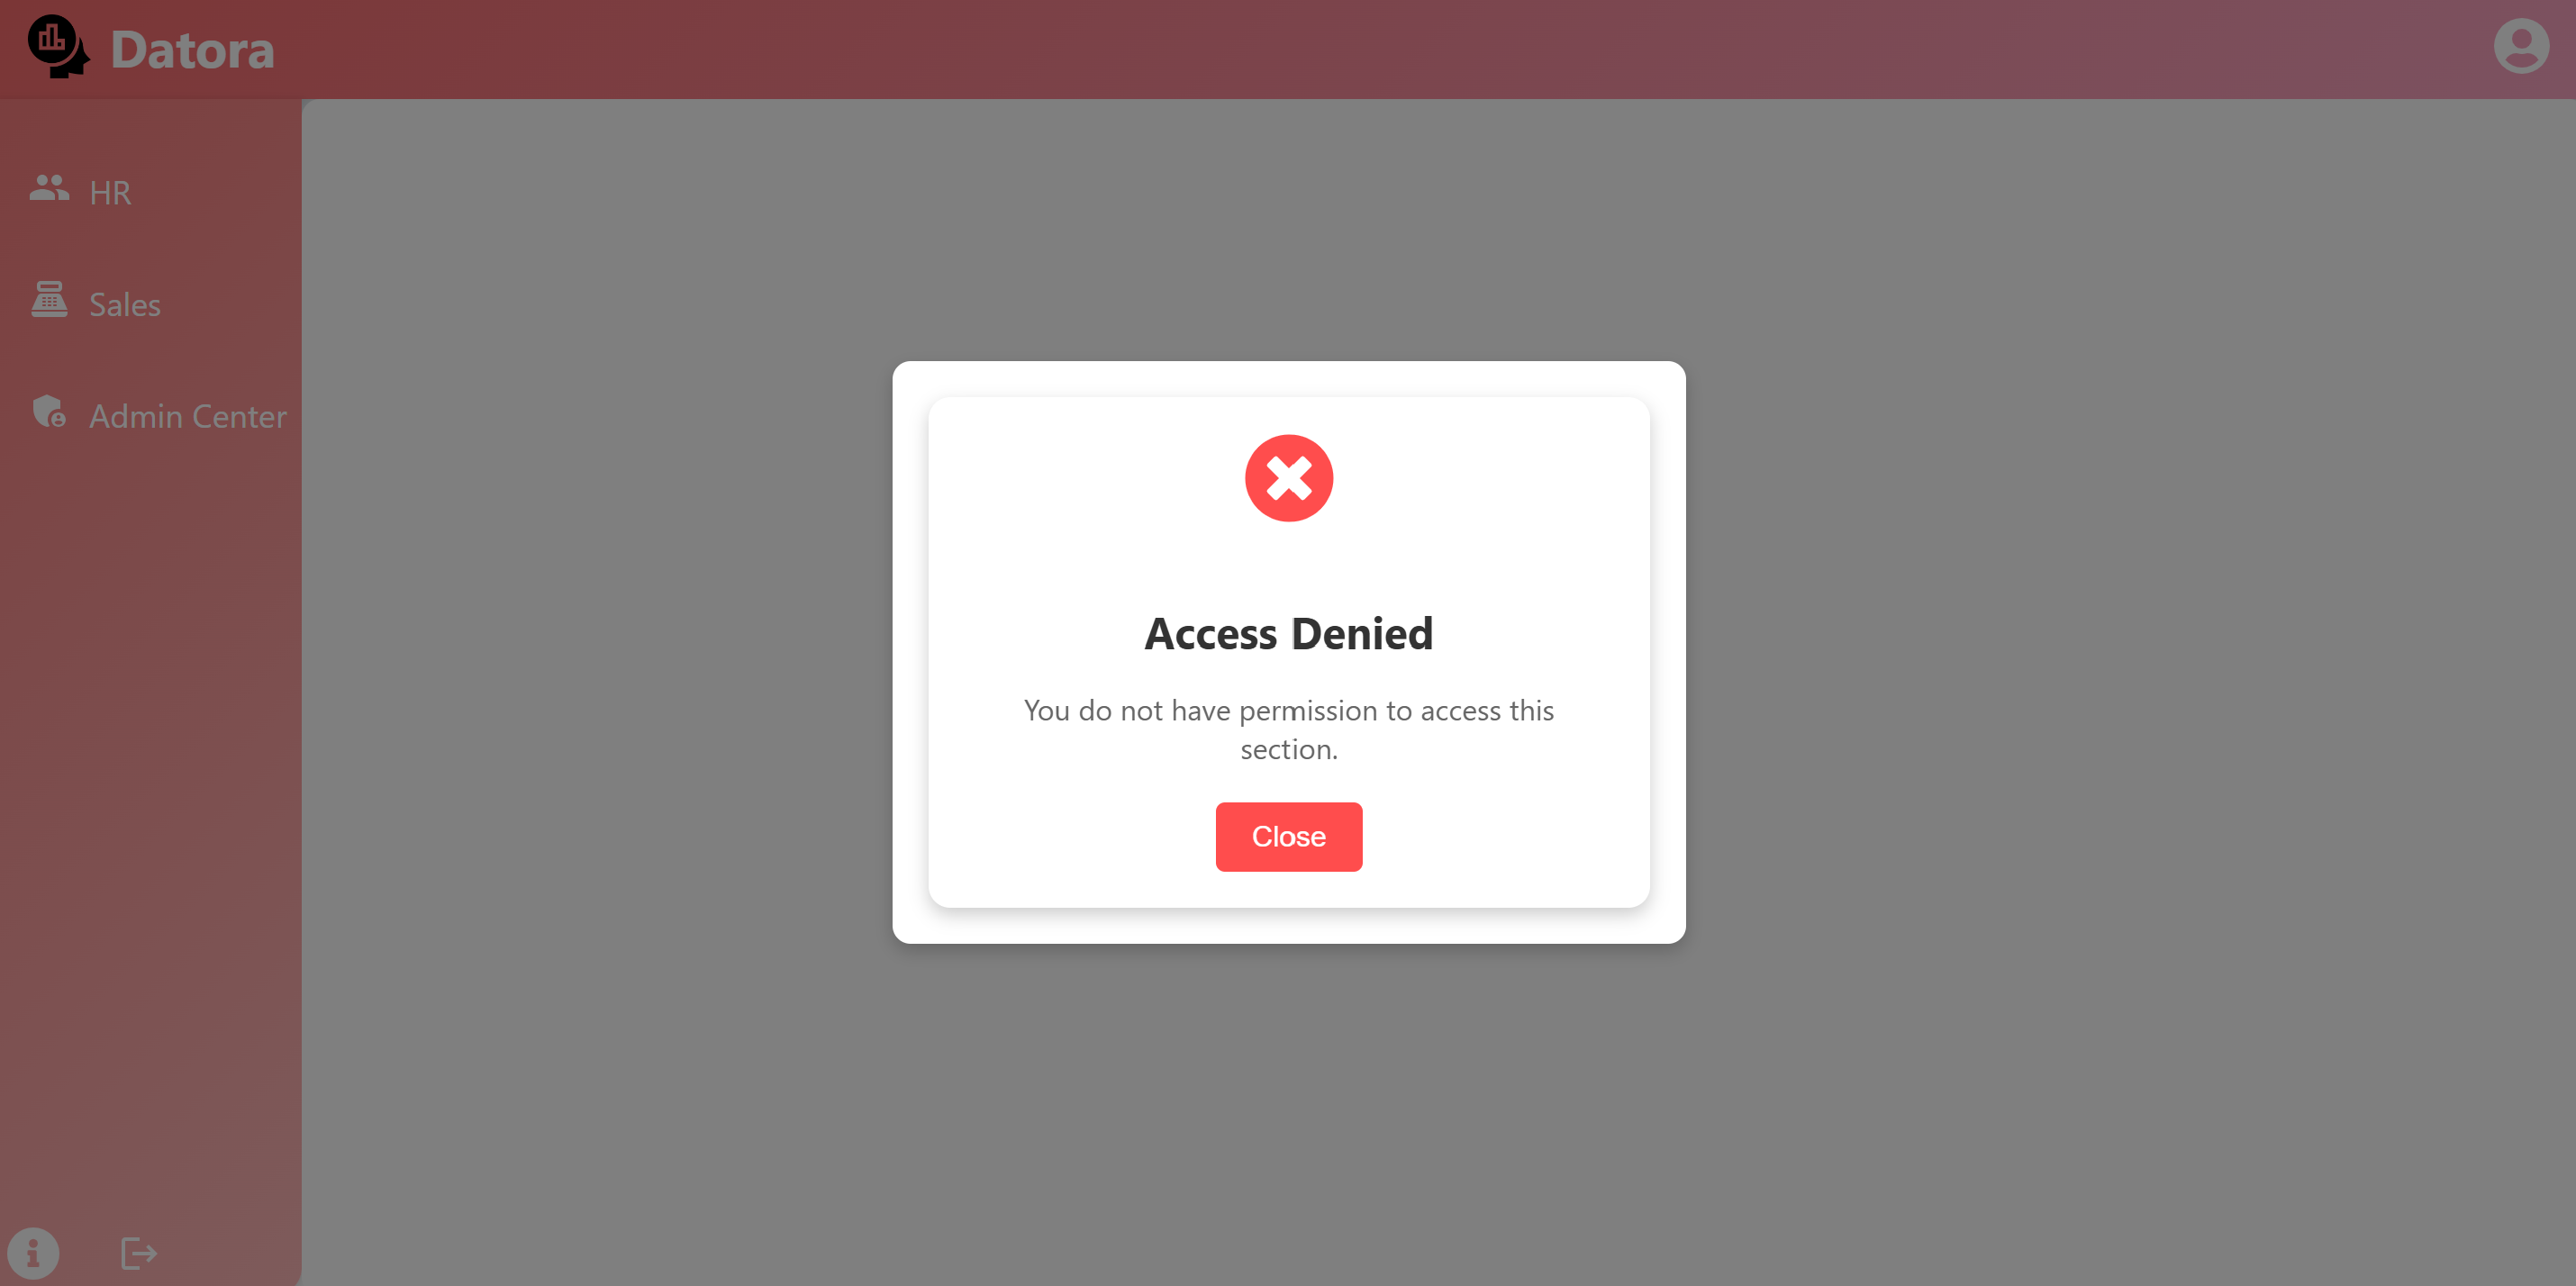 Datora
HR
Sales
Admin Center
Access Denied
You do not have permission to access this
section.
Close